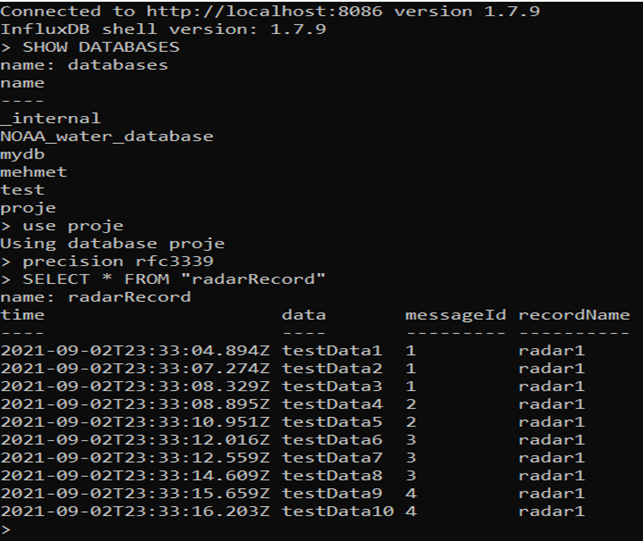 Connected to http://localhost:8086 version 1.7.9
InfluxDB shell version: 1.7.9
> SHOW DATABASES
name: databases
name
----
_internal
NOAA_water_database
mydb
mehmet
test
proje
> use proje
Using database proje
> precision rfc3339
> SELECT * FROM "radarRecord"
name: radarRecord
time                     data       messageId recordName
----                     ----       --------- ----------
2021-09-02T23:33:04.894Z testData1  1         radar1
2021-09-02T23:33:07.274Z testData2  1         radar1
2021-09-02T23:33:08.329Z testData3  1         radar1
2021-09-02T23:33:08.895Z testData4  2         radar1
2021-09-02T23:33:10.951Z testData5  2         radar1
2021-09-02T23:33:12.016Z testData6  3         radar1
2021-09-02T23:33:12.559Z testData7  3         radar1
2021-09-02T23:33:14.609Z testData8  3         radar1
2021-09-02T23:33:15.659Z testData9  4         radar1
2021-09-02T23:33:16.203Z testData10 4         radar1
>